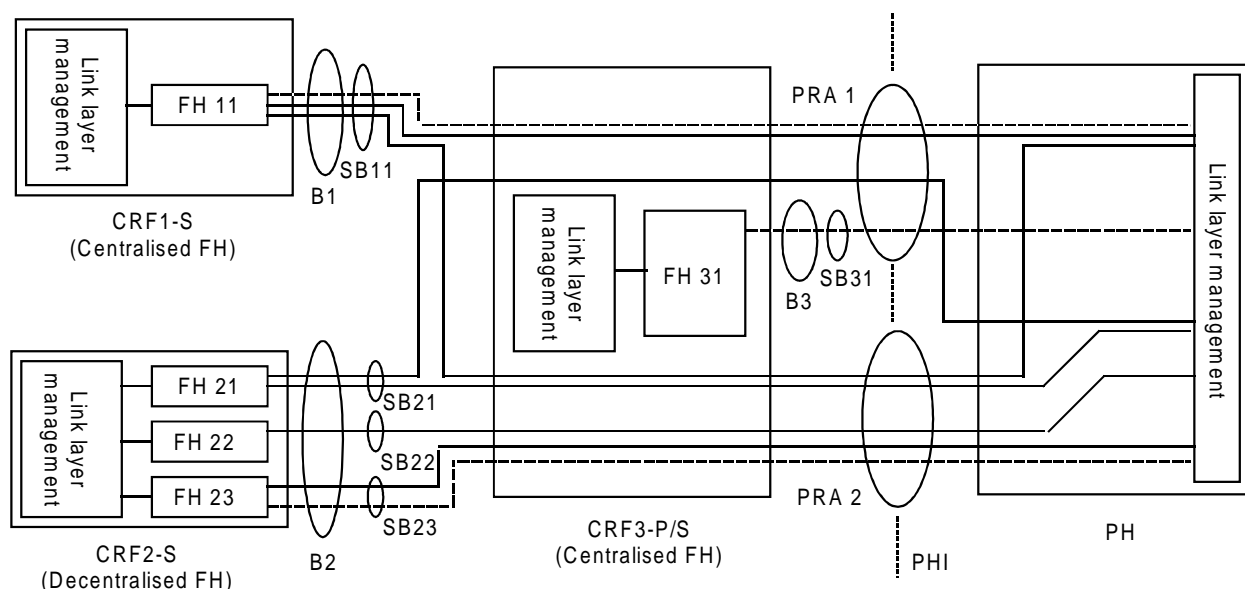 Link layer
management
FH 11
CRF1-S
(Centralised FH)
B1
SB11
PRA 1
Link layer
management
FH 31
B3
SB31
Link layer management
Link layer
management
FH 21
FH 22
FH 23
SB21
SB22
SB23
B2
CRF2-S
(Decentralised FH)
CRF3-P/S
(Centralised FH)
PRA 2
PHI
PH